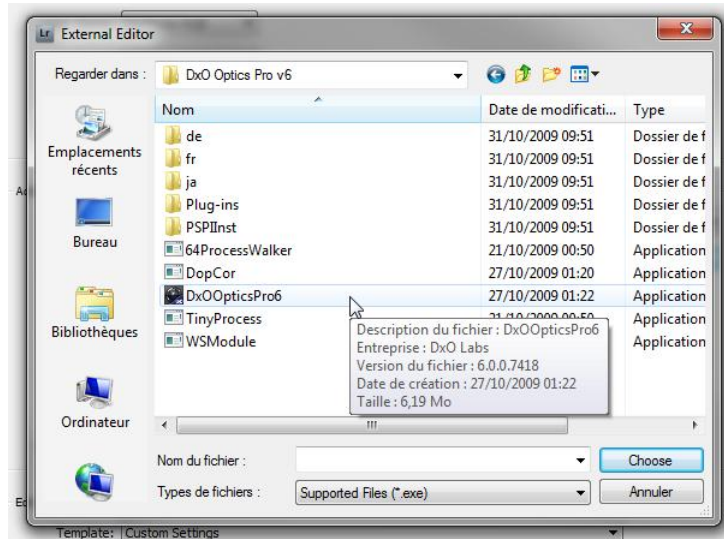 Lr External Editor
Regarder dans : DxO Optics Pro v6
Nom Date de modificati... Type
de 31/10/2009 09:51 Dossier de f
fr 31/10/2009 09:51 Dossier de f
ja 31/10/2009 09:51 Dossier de f
Plug-ins 31/10/2009 09:51 Dossier de f
PSPIInst 31/10/2009 09:51 Dossier de f
64ProcessWalker 21/10/2009 00:50 Application
DopCor 27/10/2009 01:20 Application
DxOOpticsPro6 27/10/2009 01:22 Application
TinyProcess 21/10/2009 00:50 Application
WSModule Application
Description du fichier : DxOOpticsPro6
Entreprise : DxO Labs
Version du fichier : 6.0.0.7418
Date de création : 27/10/2009 01:22
Taille : 6,19 Mo
Emplacements
récents
Bureau
Bibliothèques
Ordinateur
Nom du fichier : Choose
Types de fichiers : Supported Files (*.exe) Annuler
Template: Custom Settings